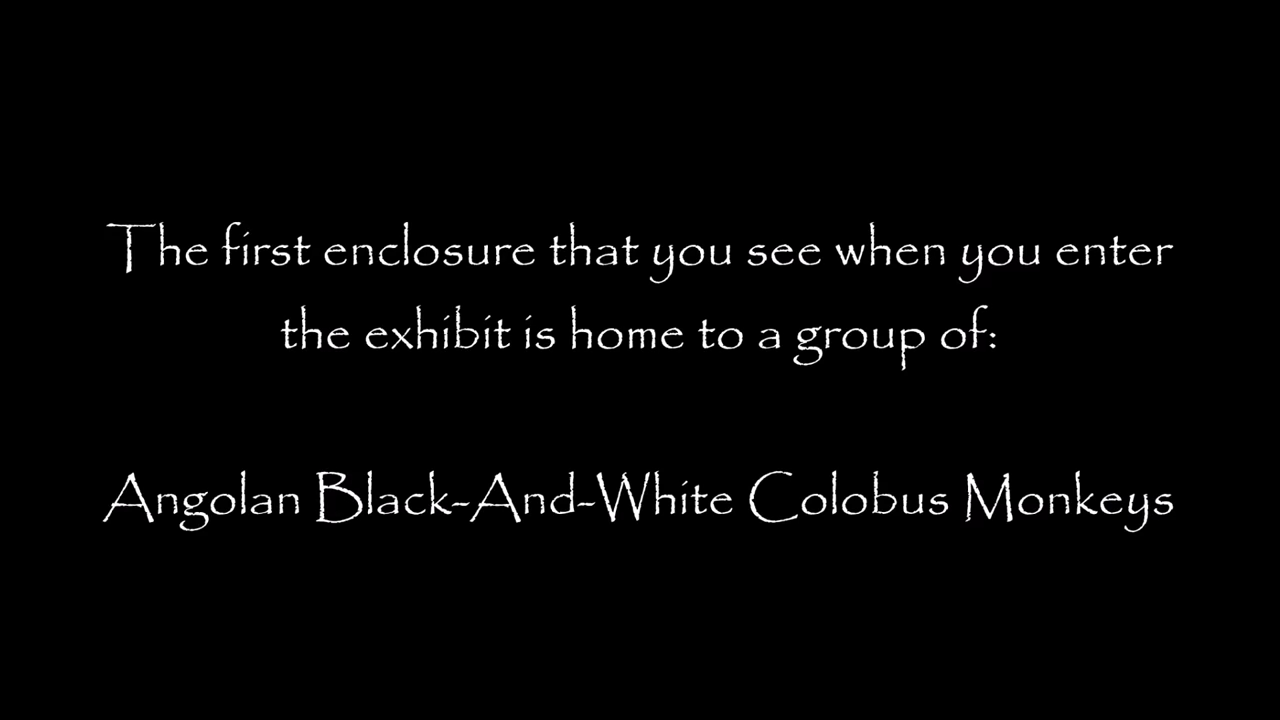 The first enclosure that you see when you enter
the exhibit is home to a group of:
Angolan Black-And-White Colobus Monkeys